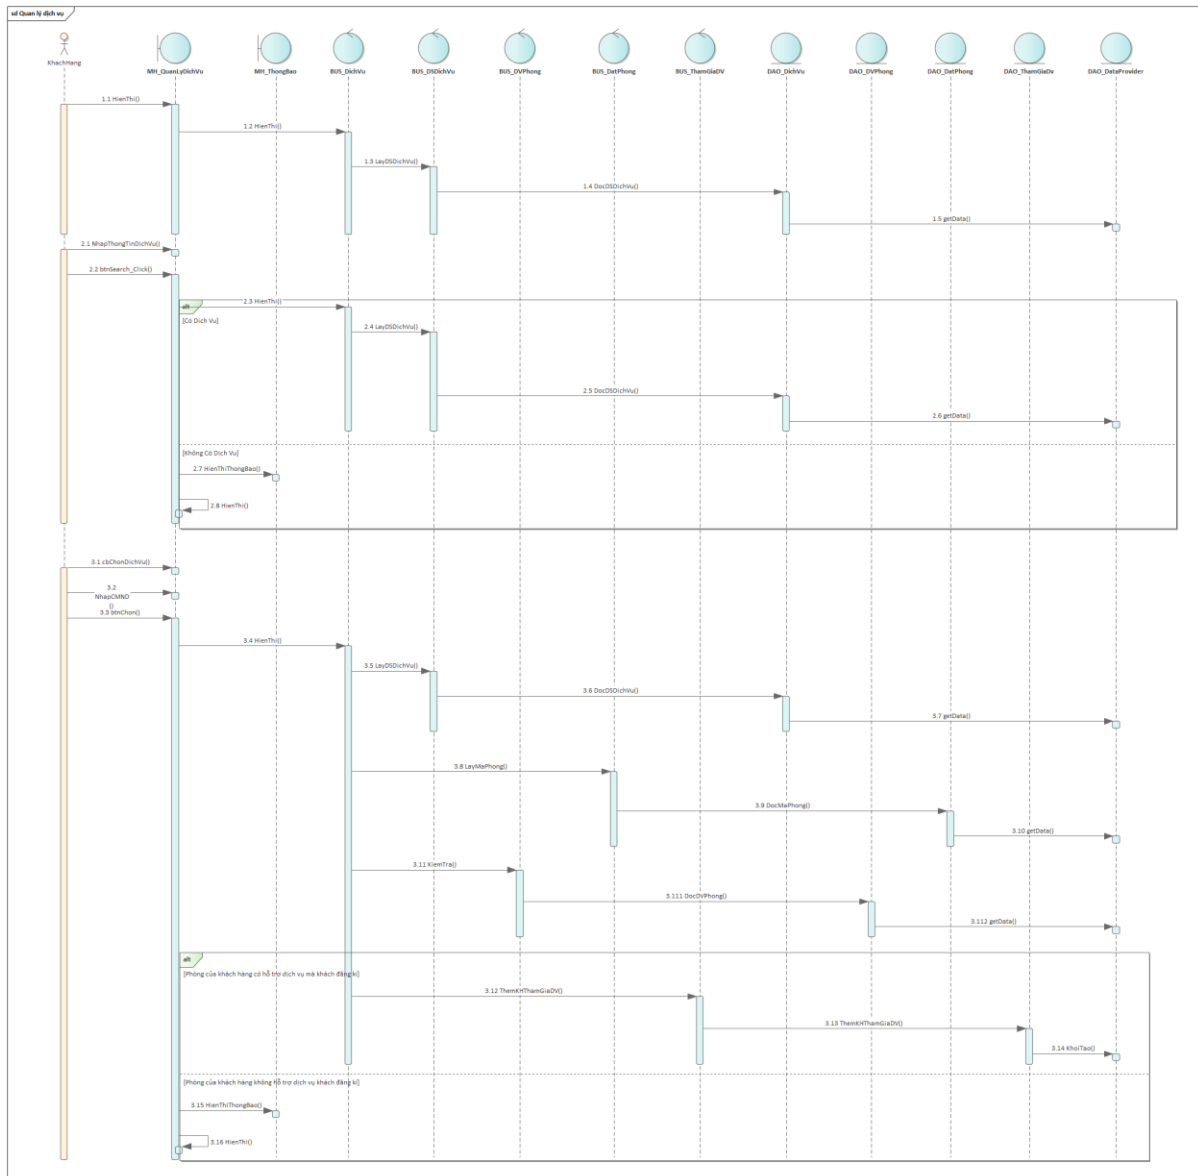 sd Quan lý dịch vụ
KhachHang
MH_QuanLyDichVu
MH_ThongBao
BUS_DichVu
BUS_DSDichVu
BUS_DVPhong
BUS_DatPhong
BUS_ThamGiaDV
DAO_DichVu
DAO_DVPhong
DAO_DatPhong
DAO_ThamGiaDv
DAO_DataProvider
1.1 HienThi()
1.2 HienThi()
1.3 LayDSDichVu()
1.4 DocDSDichVu()
1.5 getData()
2.1 NhapThongTinDichVu()
2.2 btnSearch_Click()
alt
2.3 HienThi()
[Có Dich Vu]
2.4 LayDSDichVu()
2.5 DocDSDichVu()
2.6 getData()
[Không Có Dich Vu]
2.7 HienThiThongBao()
2.8 HienThi()
3.1 cbChonDichVu()
3.2
NhapCMND
()
3.3 btnChon()
3.4 HienThi()
3.5 LayDSDichVu()
3.6 DocDSDichVu()
3.7 getData()
3.8 LayMaPhong()
3.9 DocMaPhong()
3.10 getData()
3.11 KiemTra()
3.111 DocDVPhong()
3.112 getData()
alt
[Phòng của khách hàng có hỗ trợ dịch vụ mà khách đăng kí]
3.12 ThemKHThamGiaDV()
3.13 ThemKHThamGiaDV()
3.14 KhoiTao()
[Phòng của khách hàng không hỗ trợ dịch vụ khách đăng kí]
3.15 HienThiThongBao()
3.16 HienThi()